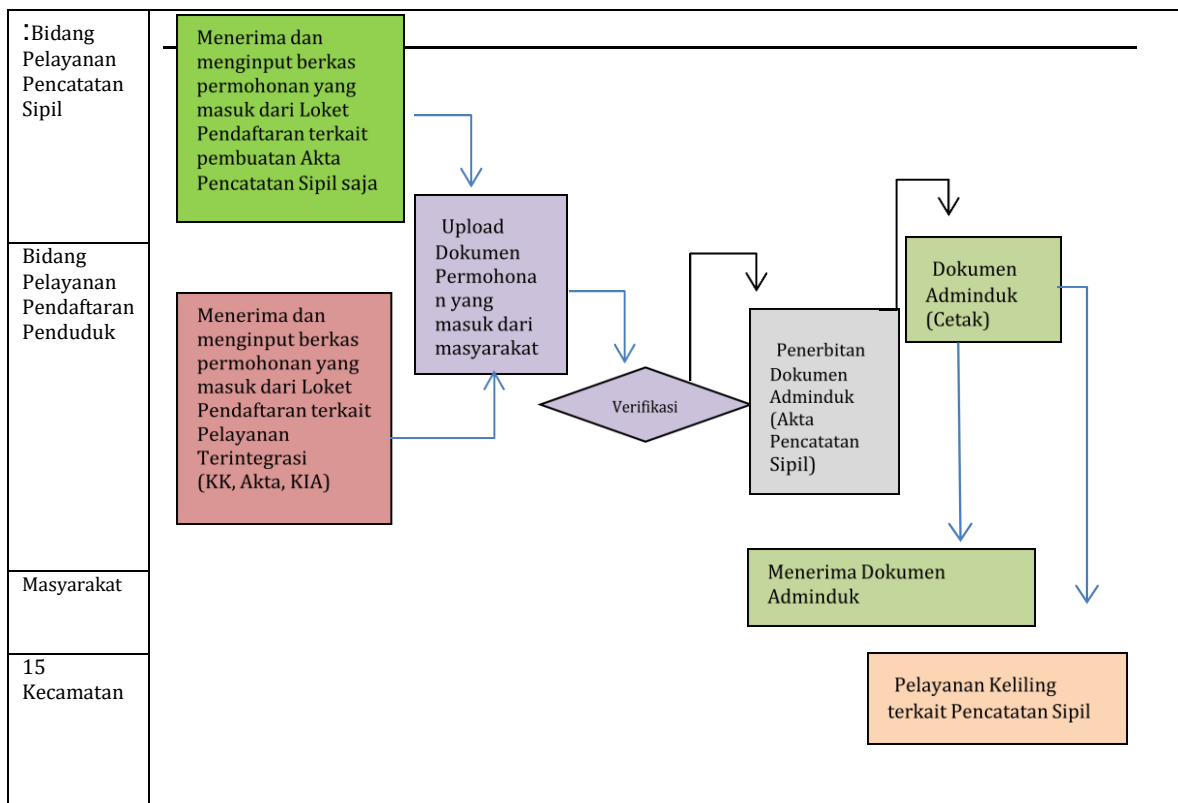 :Bidang
Pelayanan
Pencatatan
Sipil
Menerima dan
menginput berkas
permohonan yang
masuk dari Loket
Pendaftaran terkait
pembuatan Akta
Pencatatan Sipil saja
Upload
Dokumen
Permohona
n yang
masuk dari
masyarakat
Bidang
Pelayanan
Pendaftaran
Penduduk
Menerima dan
menginput berkas
permohonan yang
masuk dari Loket
Pendaftaran terkait
Pelayanan
Terintegrasi
(KK, Akta, KIA)
Verifikasi
Penerbitan
Dokumen
Adminduk
(Akta
Pencatatan
Sipil)
Dokumen
Adminduk
(Cetak)
Masyarakat
Menerima Dokumen
Adminduk
15
Kecamatan
Pelayanan Keliling
terkait Pencatatan Sipil